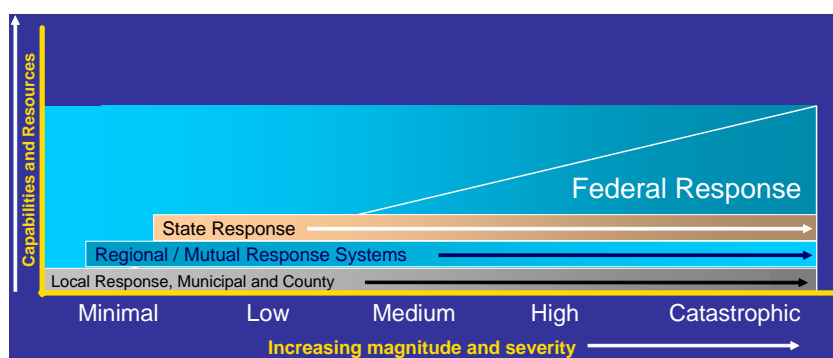 Capabilities and Resources
Federal Response
State Response
Regional / Mutual Response Systems
Local Response, Municipal and County
Minimal Low Medium High Catastrophic
Increasing magnitude and severity